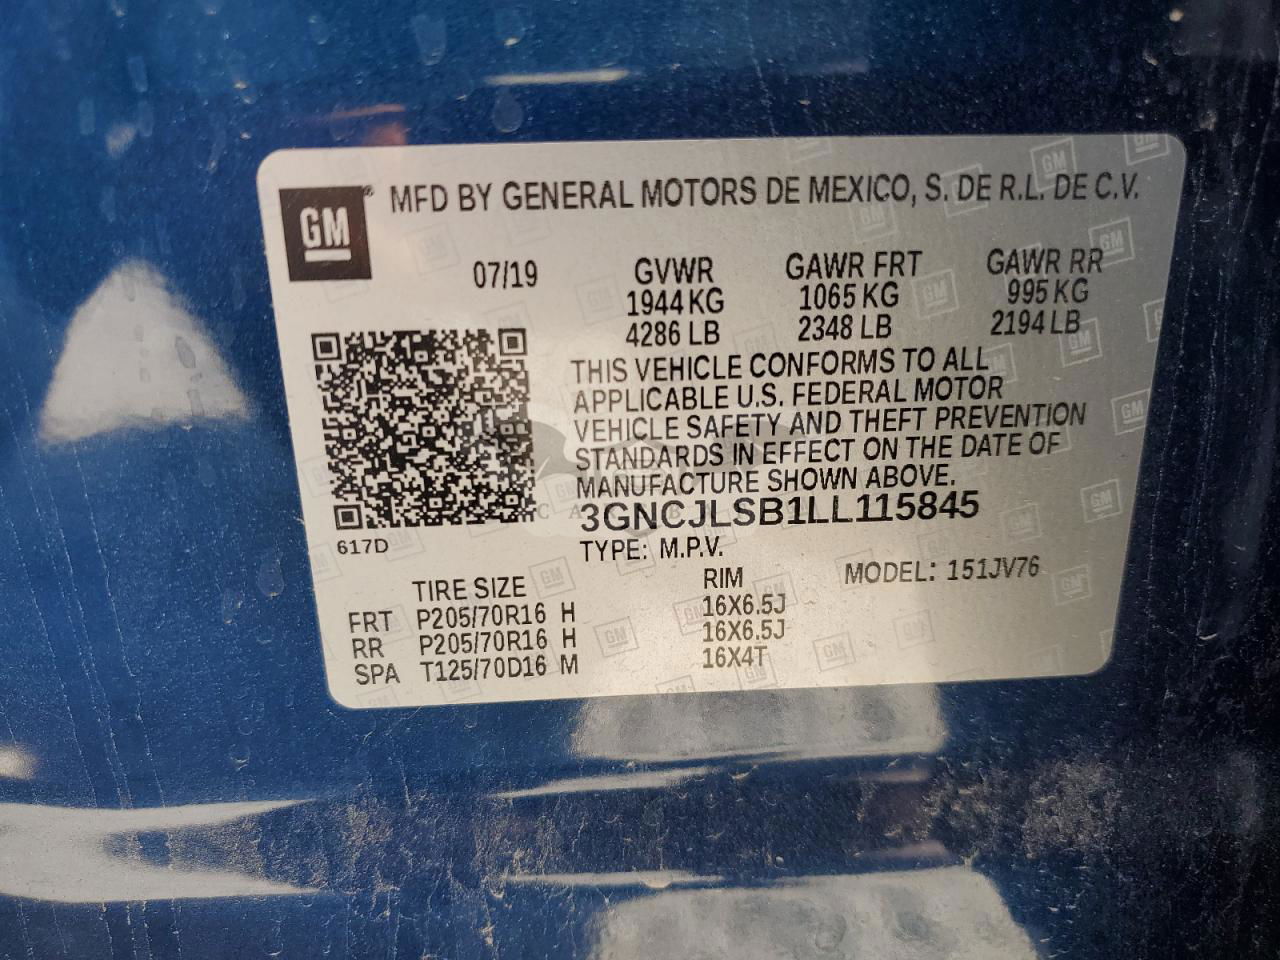 GM
MFD BY GENERAL MOTORS DE MEXICO, S. DE R.L. DE C.V.
07/19 GVWR GAWR FRT GAWR RR
1944 KG 1065 KG 995 KG
4286 LB 2348 LB 2194 LB
THIS VEHICLE CONFORMS TO ALL
APPLICABLE U.S. FEDERAL MOTOR
VEHICLE SAFETY AND THEFT PREVENTION
STANDARDS IN EFFECT ON THE DATE OF
MANUFACTURE SHOWN ABOVE.
3GNCJLSB1LL115845
617D
TYPE: M.P.V. MODEL: 151JV76
TIRE SIZE RIM
FRT P205/70R16 H 16X6.5J
RR P205/70R16 H 16X6.5J
SPA T125/70D16 M 16X4T